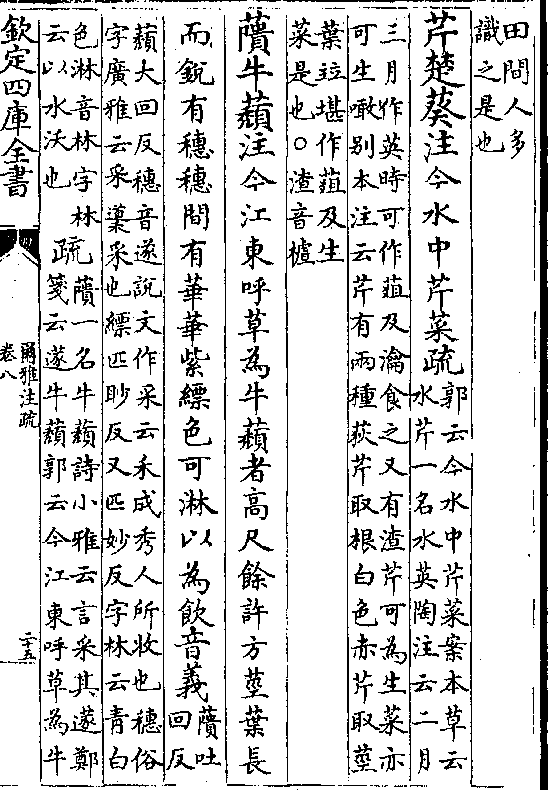 田間人多
識之是也
芹楚葵注今水中芹菜疏
郭云今水中芹菜案本草云
水芹一名水英陶注云二月
三月作英時可作葅及瀹食之又有渣芹可為生菜亦
可生噉别本注云芹有兩種荻芹取根白色赤芹取莖
葉竝堪作葅及生
菜是也○渣音樝
藬牛蘈注今江東呼草為牛蘈者高尺餘許方莖葉長
而銳有穗穗間有華華紫縹色可淋以為飲音義
藬吐
回反
蘈大回反穗音遂說文作采云禾成秀人所收也穗俗
字廣雅云采蕖采也縹匹眇反又匹妙反字林云青白
色淋音林字林
云以水沃也
疏
藬一名牛蘈詩小雅云言采其蓫鄭
箋云蓫牛蘈郭云今江東呼草為牛
欽定四庫全書
爾雅注疏
卷八
二十五